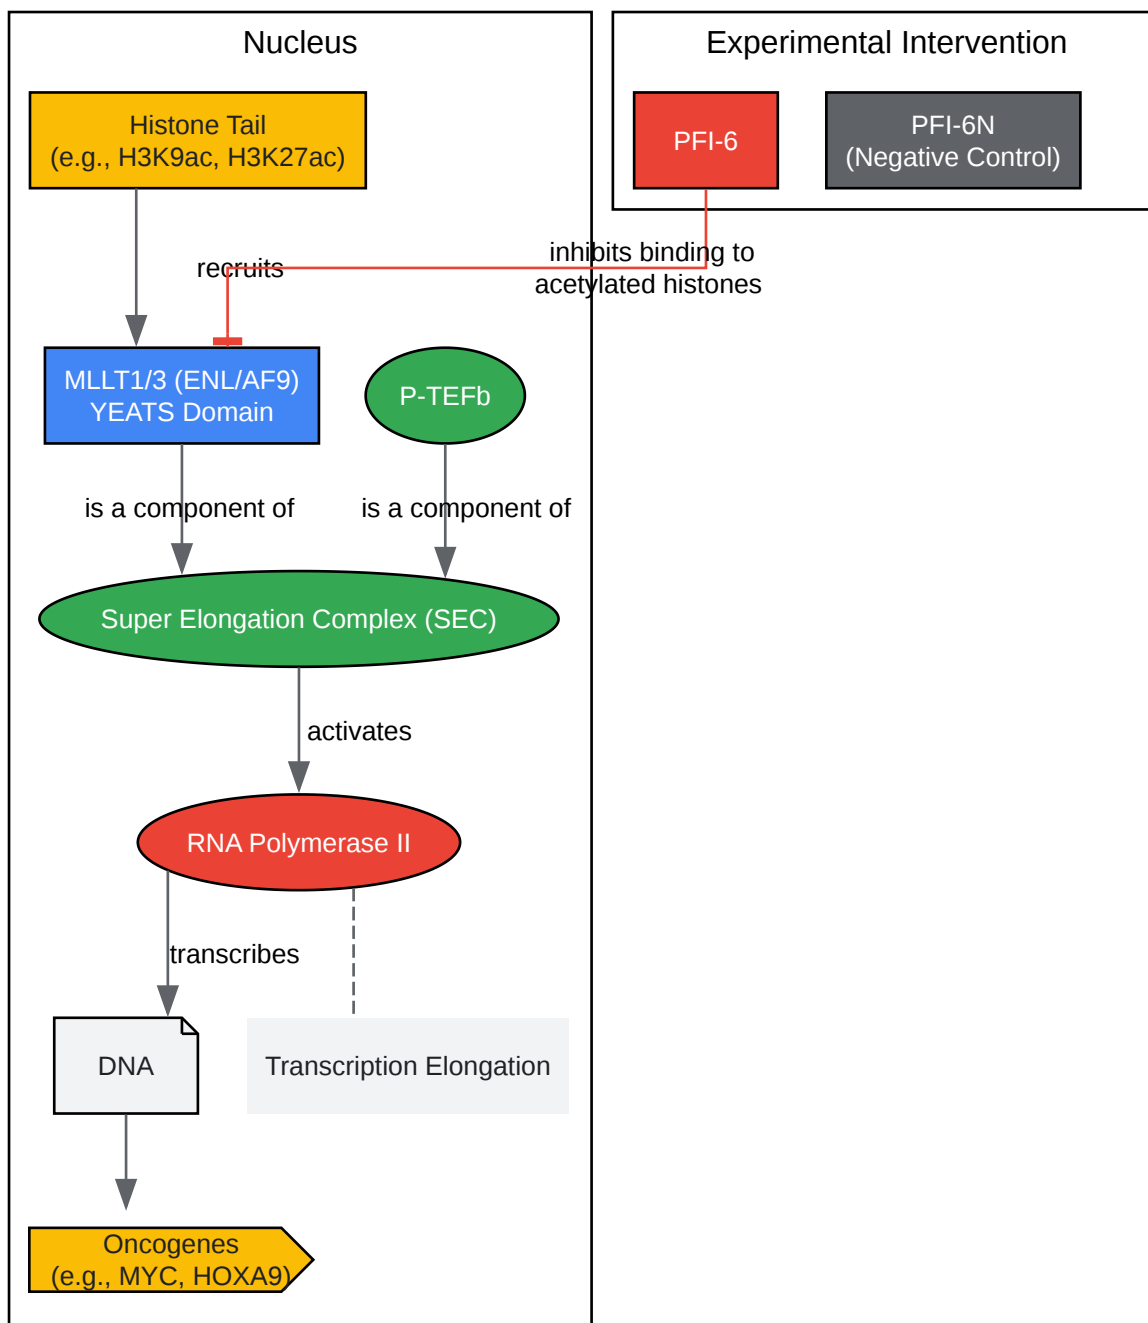 Nucleus
Experimental Intervention
Histone Tail
(e.g., H3K9ac, H3K27ac)
PFI-6
PFI-6N
(Negative Control)
recruits
inhibits binding to
acetylated histones
MLLT1/3 (ENL/AF9)
YEATS Domain
P-TEFb
is a component of
is a component of
Super Elongation Complex (SEC)
activates
RNA Polymerase II
transcribes
DNA
Transcription Elongation
Oncogenes
(e.g., MYC, HOXA9)